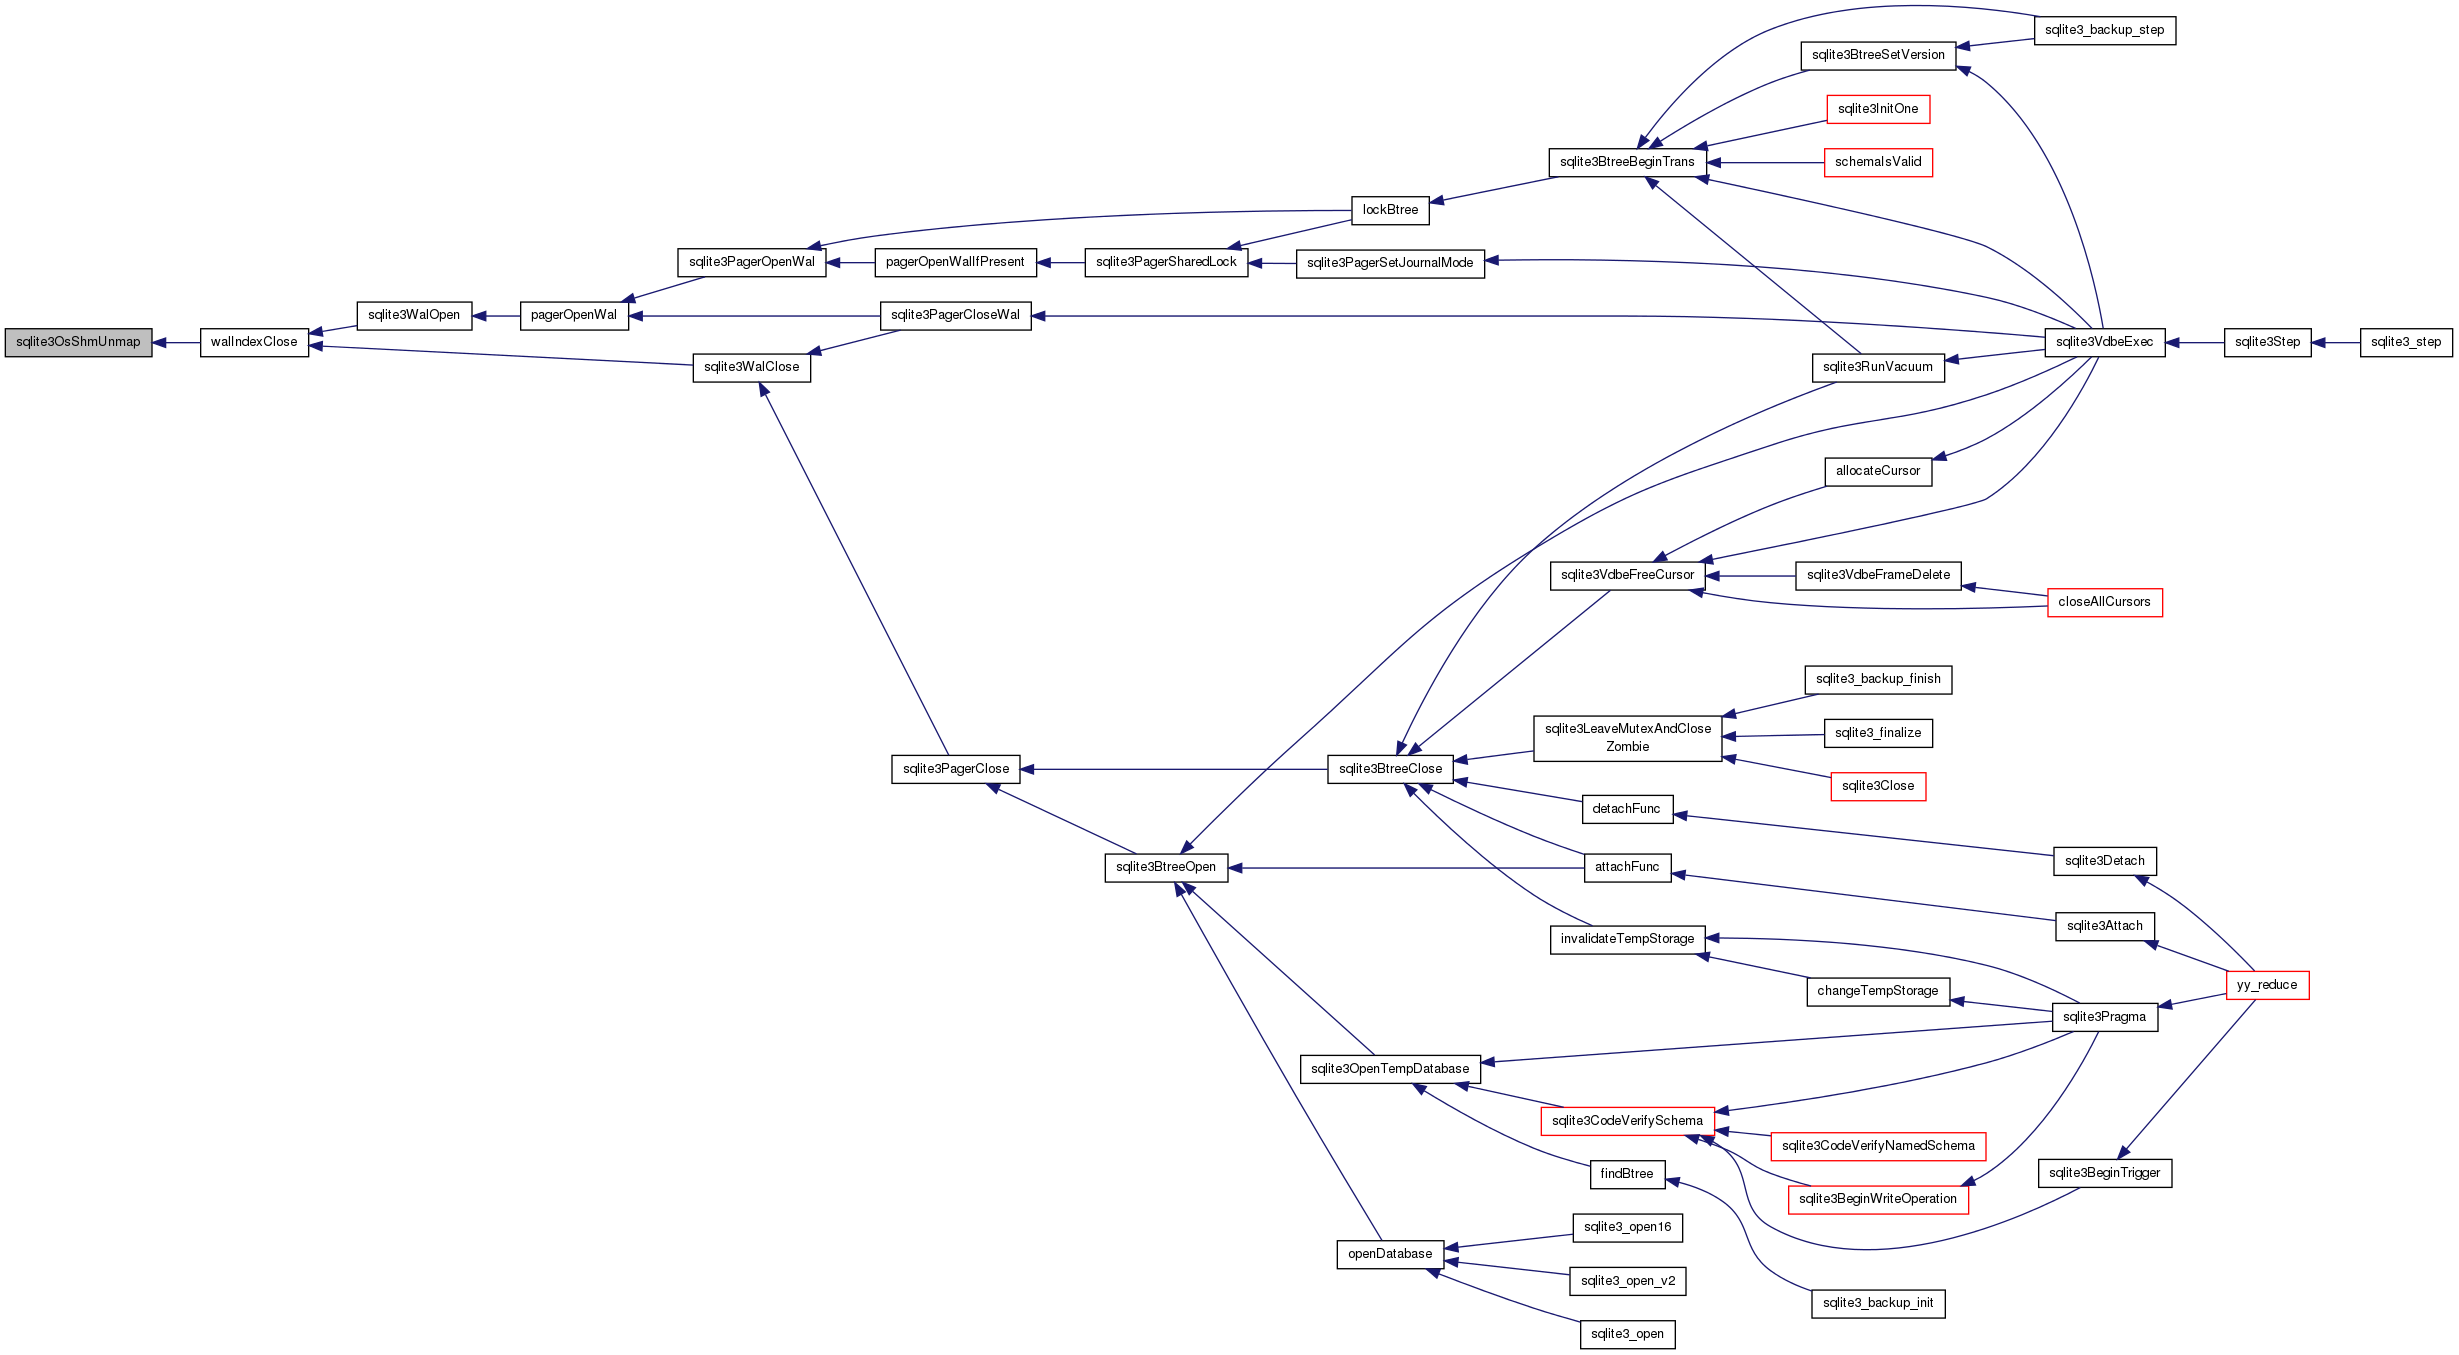 sqlite3_backup_step
sqlite3BtreeSetVersion
sqlite3InitOne
sqlite3BtreeBeginTrans
schemaIsValid
lockBtree
sqlite3PagerOpenWal
pagerOpenWalIfPresent
sqlite3PagerSharedLock
sqlite3PagerSetJournalMode
sqlite3WalOpen
pagerOpenWal
sqlite3PagerCloseWal
sqlite3OsShmUnmap
walIndexClose
sqlite3VdbeExec
sqlite3Step
sqlite3_step
sqlite3WalClose
sqlite3RunVacuum
allocateCursor
sqlite3VdbeFreeCursor
sqlite3VdbeFrameDelete
closeAllCursors
sqlite3_backup_finish
sqlite3LeaveMutexAndClose
Zombie
sqlite3_finalize
sqlite3PagerClose
sqlite3BtreeClose
sqlite3Close
detachFunc
sqlite3BtreeOpen
attachFunc
sqlite3Detach
sqlite3Attach
invalidateTempStorage
yy_reduce
changeTempStorage
sqlite3Pragma
sqlite3OpenTempDatabase
sqlite3CodeVerifySchema
sqlite3CodeVerifyNamedSchema
findBtree
sqlite3BeginTrigger
sqlite3BeginWriteOperation
sqlite3_open16
openDatabase
sqlite3_open_v2
sqlite3_backup_init
sqlite3_open